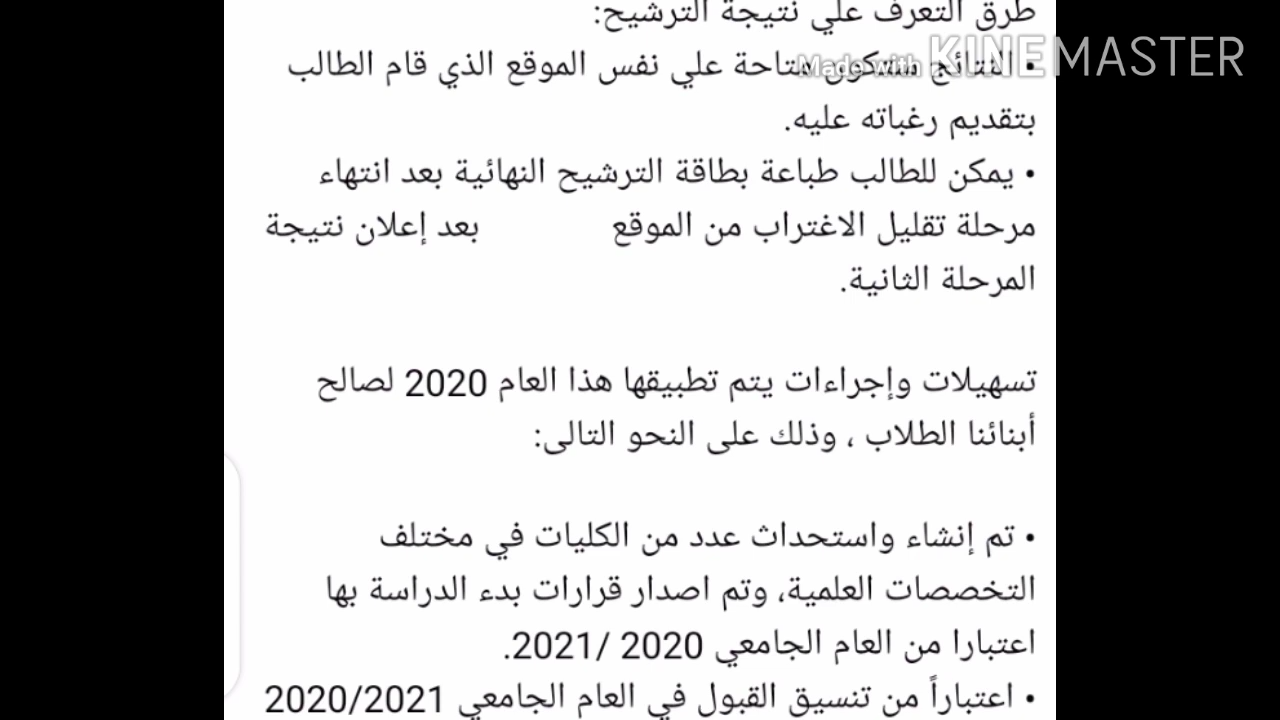 طرق التعرف علي نتيجة الترشيح:
Made with KINEMASTER
• النتائج ستكون متاحة علي نفس الموقع الذي قام الطالب
بتقديم رغباته عليه.
• يمكن للطالب طباعة بطاقة الترشيح النهائية بعد انتهاء
مرحلة تقليل الاغتراب من الموقع بعد إعلان نتيجة
المرحلة الثانية.
تسهيلات وإجراءات يتم تطبيقها هذا العام 2020 لصالح
أبنائنا الطلاب ، وذلك على النحو التالى:
• تم إنشاء واستحداث عدد من الكليات في مختلف
التخصصات العلمية، وتم اصدار قرارات بدء الدراسة بها
اعتبارا من العام الجامعي 2020 /2021.
• اعتباراً من تنسيق القبول في العام الجامعي 2020/2021